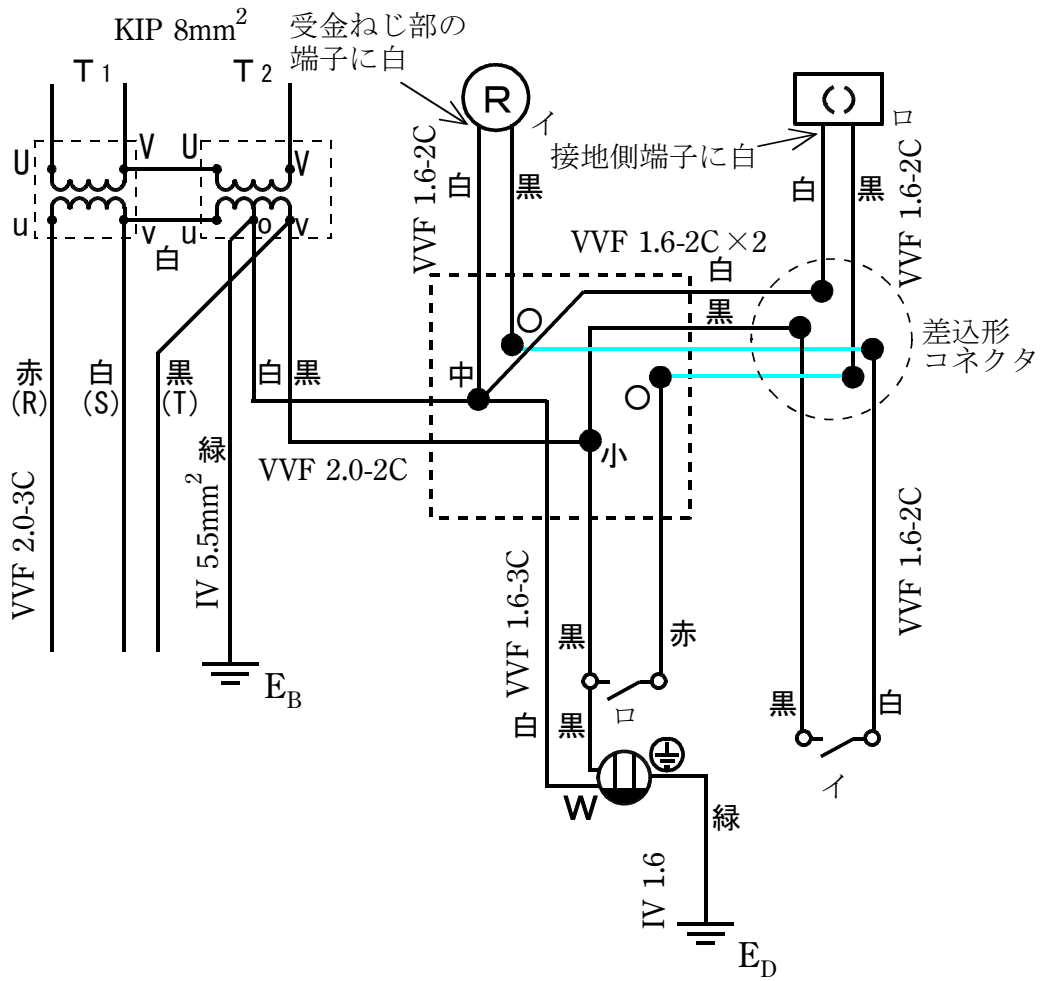 KIP 8mm²
受金ねじ部の
端子に白
T1
T2
R
イ
( )
ロ
接地側端子に白
VVF 1.6-2C
白
黒
白
黒
VVF 1.6-2C
U
V
U
V
u
v
u
o
v
白
VVF 1.6-2C×2
白
黒
差込形
コネクタ
赤
(R)
白
(S)
黒
(T)
白
黒
中
小
緑
VVF 2.0-2C
VVF 2.0-3C
IV 5.5mm²
VVF 1.6-3C
VVF 1.6-2C
黒
赤
ロ
E_B
白
黒
黒
白
イ
W
緑
IV 1.6
E_D